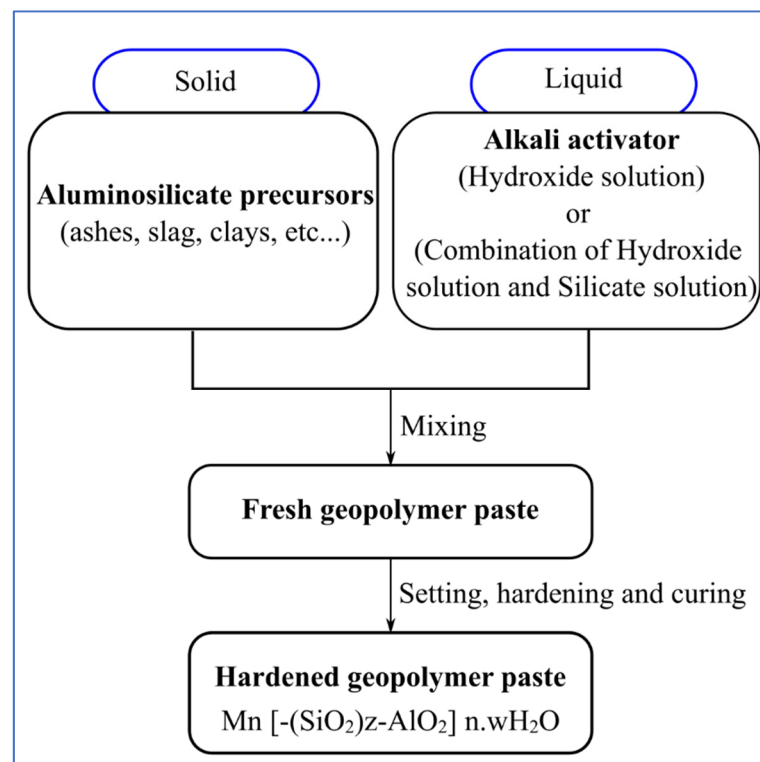 Solid
Aluminosilicate precursors
(ashes, slag, clays, etc...)
Liquid
Alkali activator
(Hydroxide solution)
or
(Combination of Hydroxide
solution and Silicate solution)
Mixing
Fresh geopolymer paste
Setting, hardening and curing
Hardened geopolymer paste
Mn [-(SiO₂)z-AlO₂] n.wH₂O